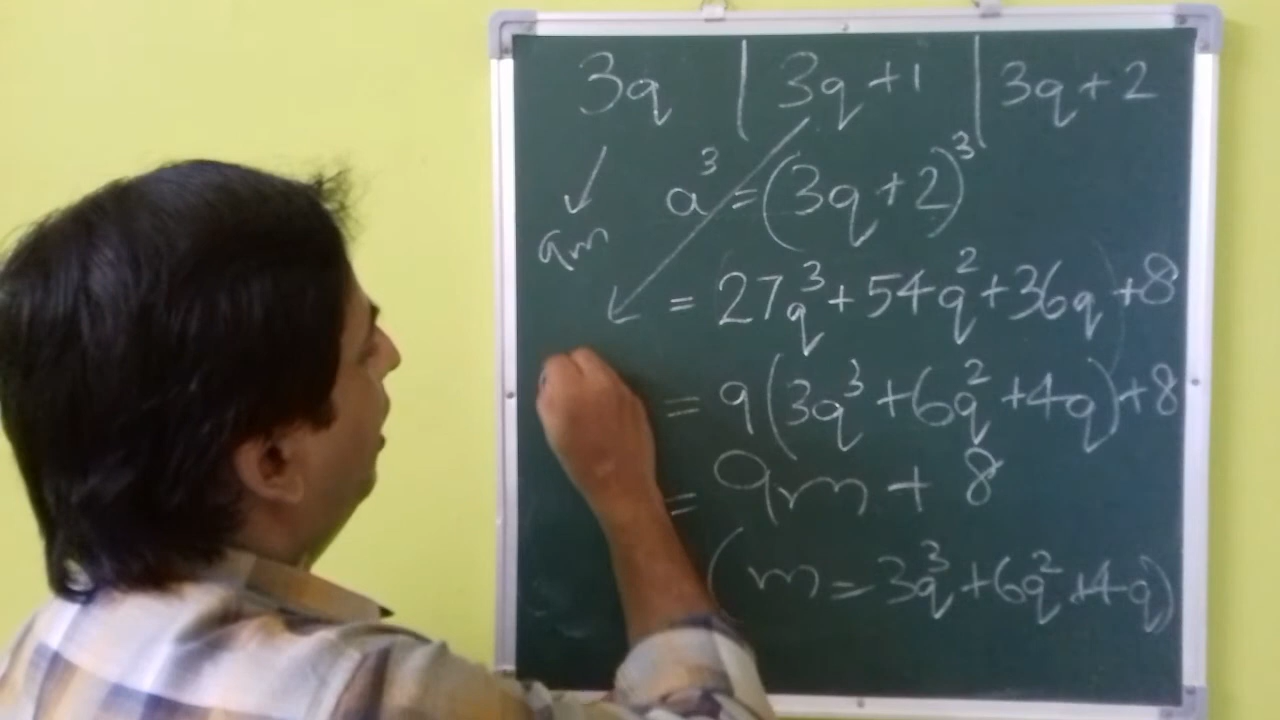 3q | 3q+1 | 3q+2
a³ = (3q+2)³
9m
= 27q³+54q²+36q+8
= 9(3q³+6q²+4q)+8
= 9m + 8
(m = 3q³+6q²+4q)